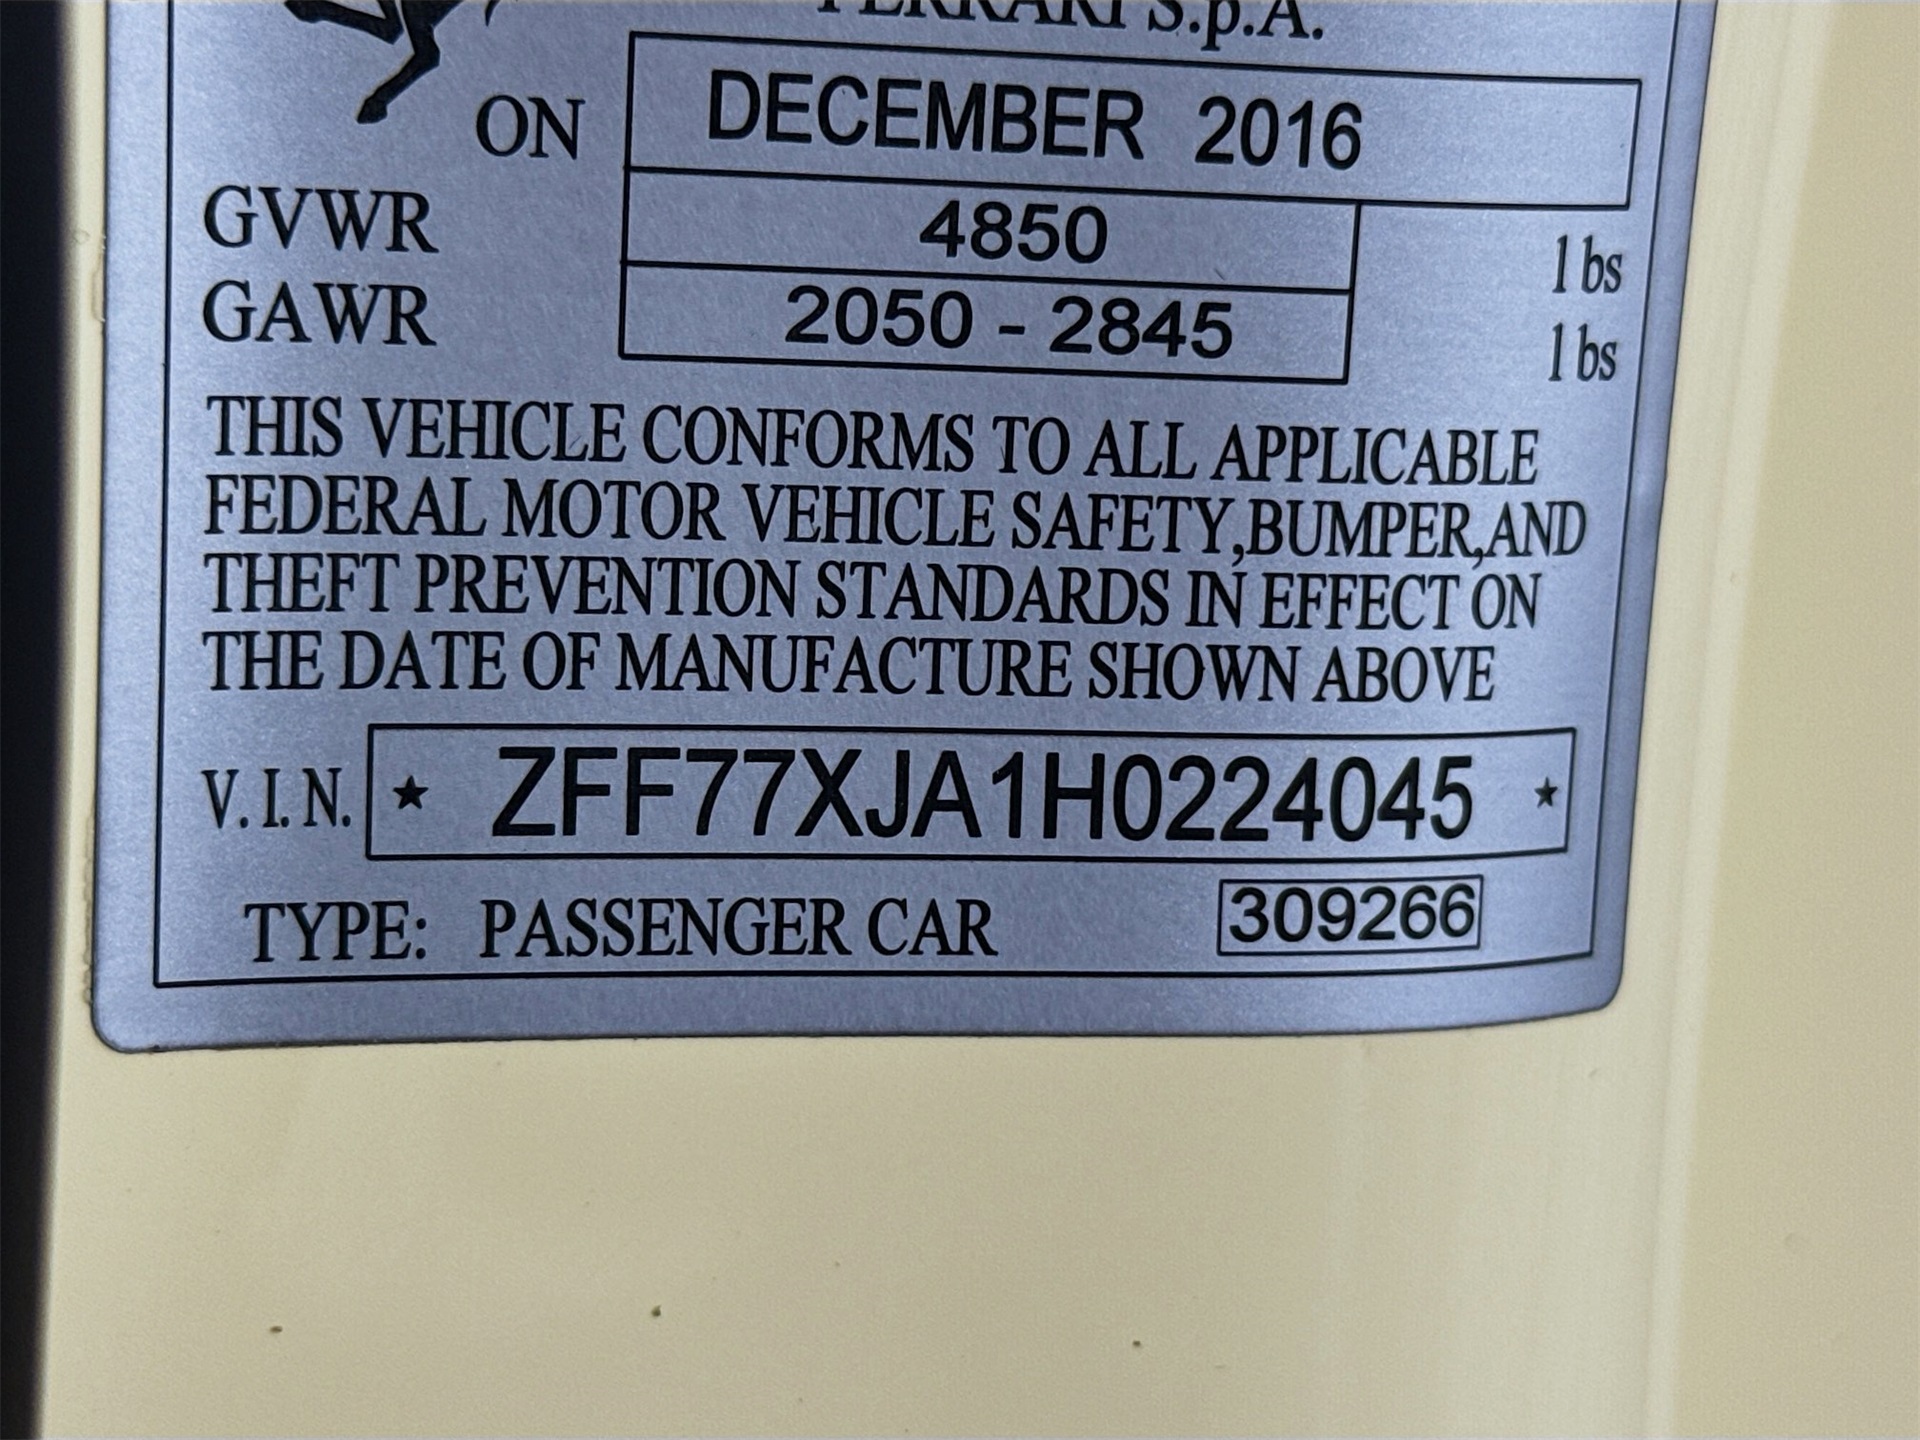 FERRARI S.p.A.
ON DECEMBER 2016
GVWR 4850 lbs
GAWR 2050 - 2845 lbs
THIS VEHICLE CONFORMS TO ALL APPLICABLE
FEDERAL MOTOR VEHICLE SAFETY,BUMPER,AND
THEFT PREVENTION STANDARDS IN EFFECT ON
THE DATE OF MANUFACTURE SHOWN ABOVE
V.I.N. ★ ZFF77XJA1H0224045 ★
TYPE: PASSENGER CAR 309266